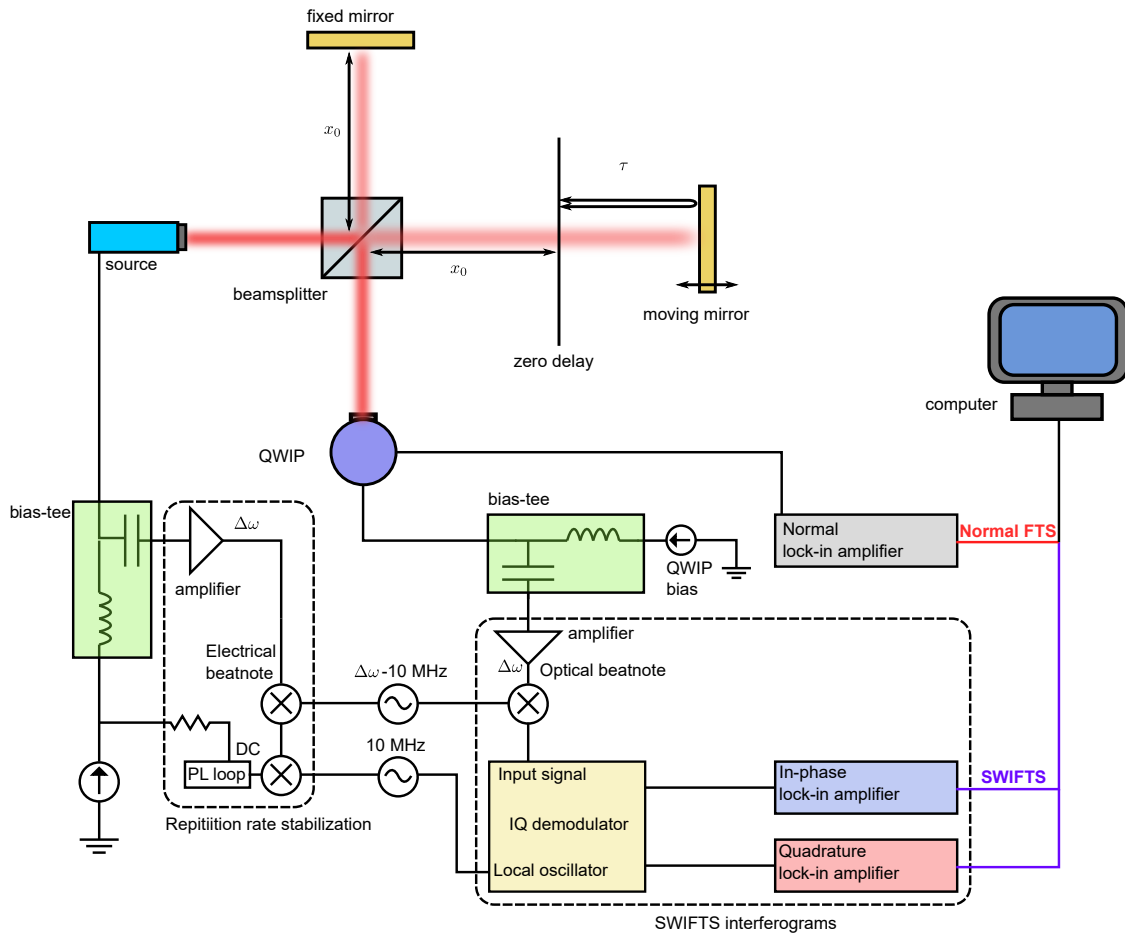 fixed mirror
x₀
τ
source
beamsplitter
x₀
moving mirror
zero delay
computer
QWIP
bias-tee
bias-tee
Δω
amplifier
QWIP
bias
Normal
lock-in amplifier
Normal FTS
amplifier
Δω
Optical beatnote
Electrical
beatnote
Δω-10 MHz
10 MHz
DC
PL loop
Repitiition rate stabilization
Input signal
IQ demodulator
Local oscillator
In-phase
lock-in amplifier
SWIFTS
Quadrature
lock-in amplifier
SWIFTS interferograms